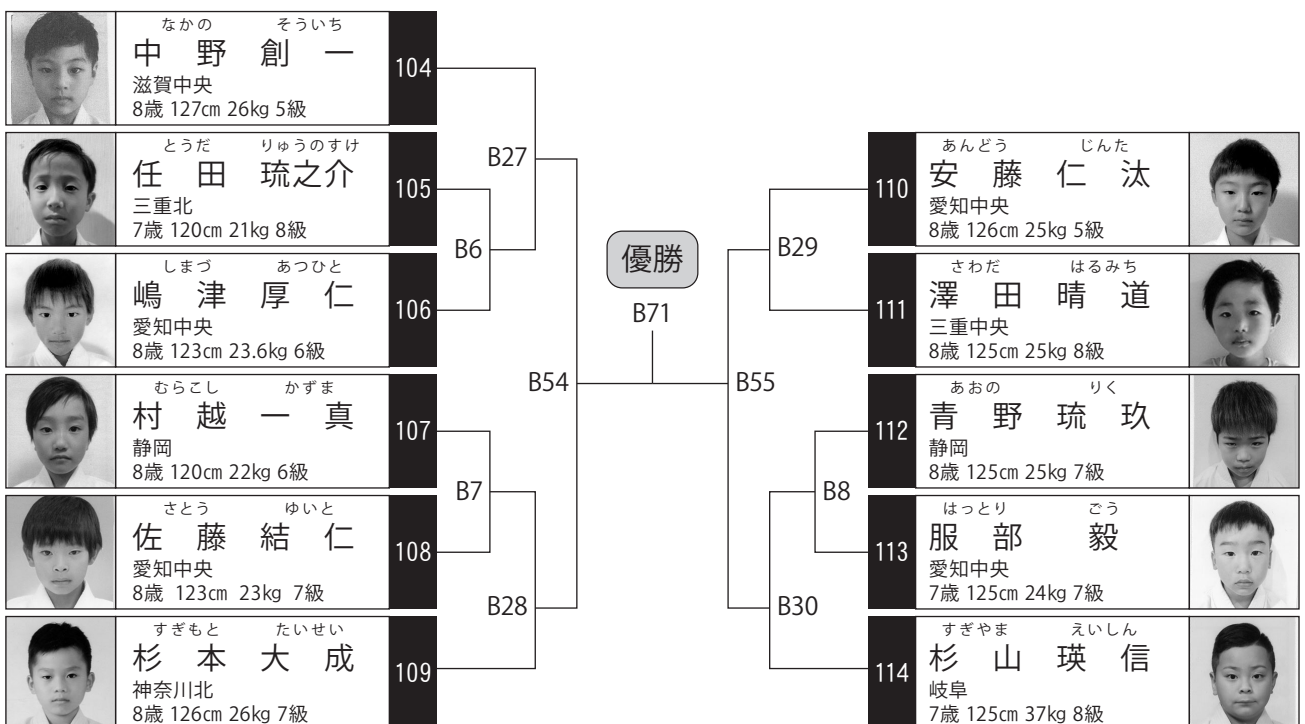 なかの そういち
中野 創一
滋賀中央
8歳 127㎝ 26kg 5級
104
とうだ りゅうのすけ
任田 琉之介
三重北
7歳 120㎝ 21kg 8級
105
しまづ あつひと
嶋津 厚仁
愛知中央
8歳 123㎝ 23.6kg 6級
106
むらこし かずま
村越 一真
静岡
8歳 120㎝ 22kg 6級
107
さとう ゆいと
佐藤 結仁
愛知中央
8歳 123㎝ 23kg 7級
108
すぎもと たいせい
杉本 大成
神奈川北
8歳 126㎝ 26kg 7級
109
B27
B6
B54
B7
B28
優勝
B71
B55
B29
B8
B30
110
あんどう じんた
安藤 仁汰
愛知中央
8歳 126㎝ 25kg 5級
111
さわだ はるみち
澤田 晴道
三重中央
8歳 125㎝ 25kg 8級
112
あおの りく
青野 琉玖
静岡
8歳 125㎝ 25kg 7級
113
はっとり ごう
服部 毅
愛知中央
7歳 125㎝ 24kg 7級
114
すぎやま えいしん
杉山 瑛信
岐阜
7歳 125㎝ 37kg 8級